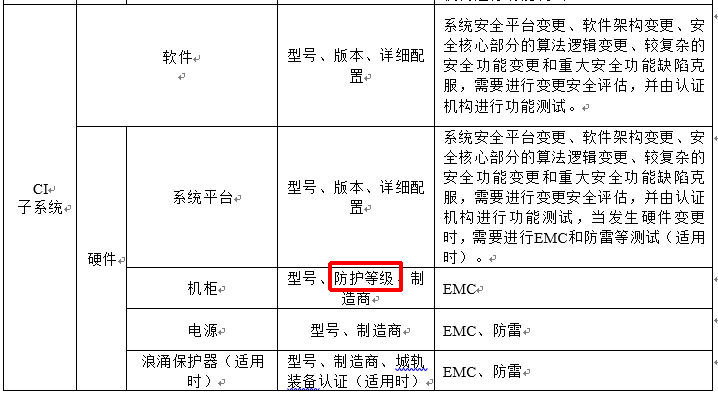 软件
型号、版本、详细配
置
系统安全平台变更、软件架构变更、安
全核心部分的算法逻辑变更、较复杂的
安全功能变更和重大安全功能缺陷克
服，需要进行变更安全评估，并由认证
机构进行功能测试。
CI
子系统
硬件
系统平台
型号、版本、详细配
置
系统安全平台变更、软件架构变更、安
全核心部分的算法逻辑变更、较复杂的
安全功能变更和重大安全功能缺陷克
服，需要进行变更安全评估，并由认证
机构进行功能测试，当发生硬件变更
时，需要进行EMC和防雷等测试（适用
时）。
机柜
型号、防护等级、制
造商
EMC
电源
型号、制造商
EMC、防雷
浪涌保护器（适用
时）
型号、制造商、城轨
装备认证（适用时）
EMC、防雷